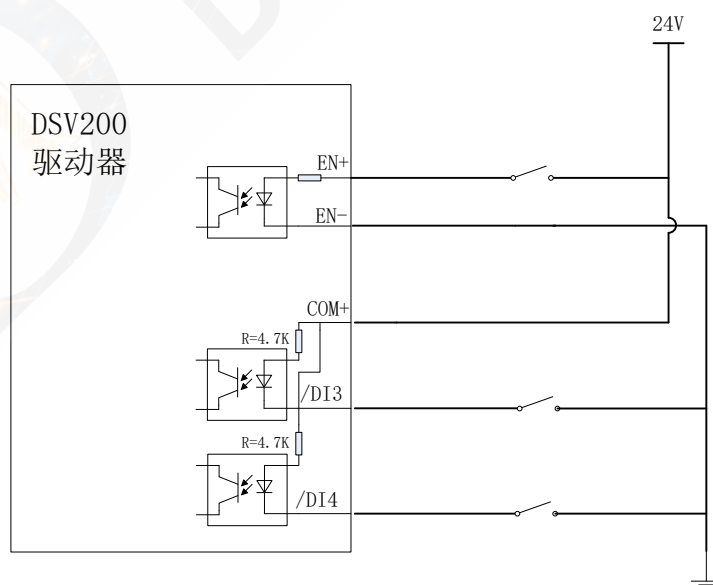 24V
DSV200
驱动器
EN+
EN-
COM+
R=4.7K
/DI3
R=4.7K
/DI4